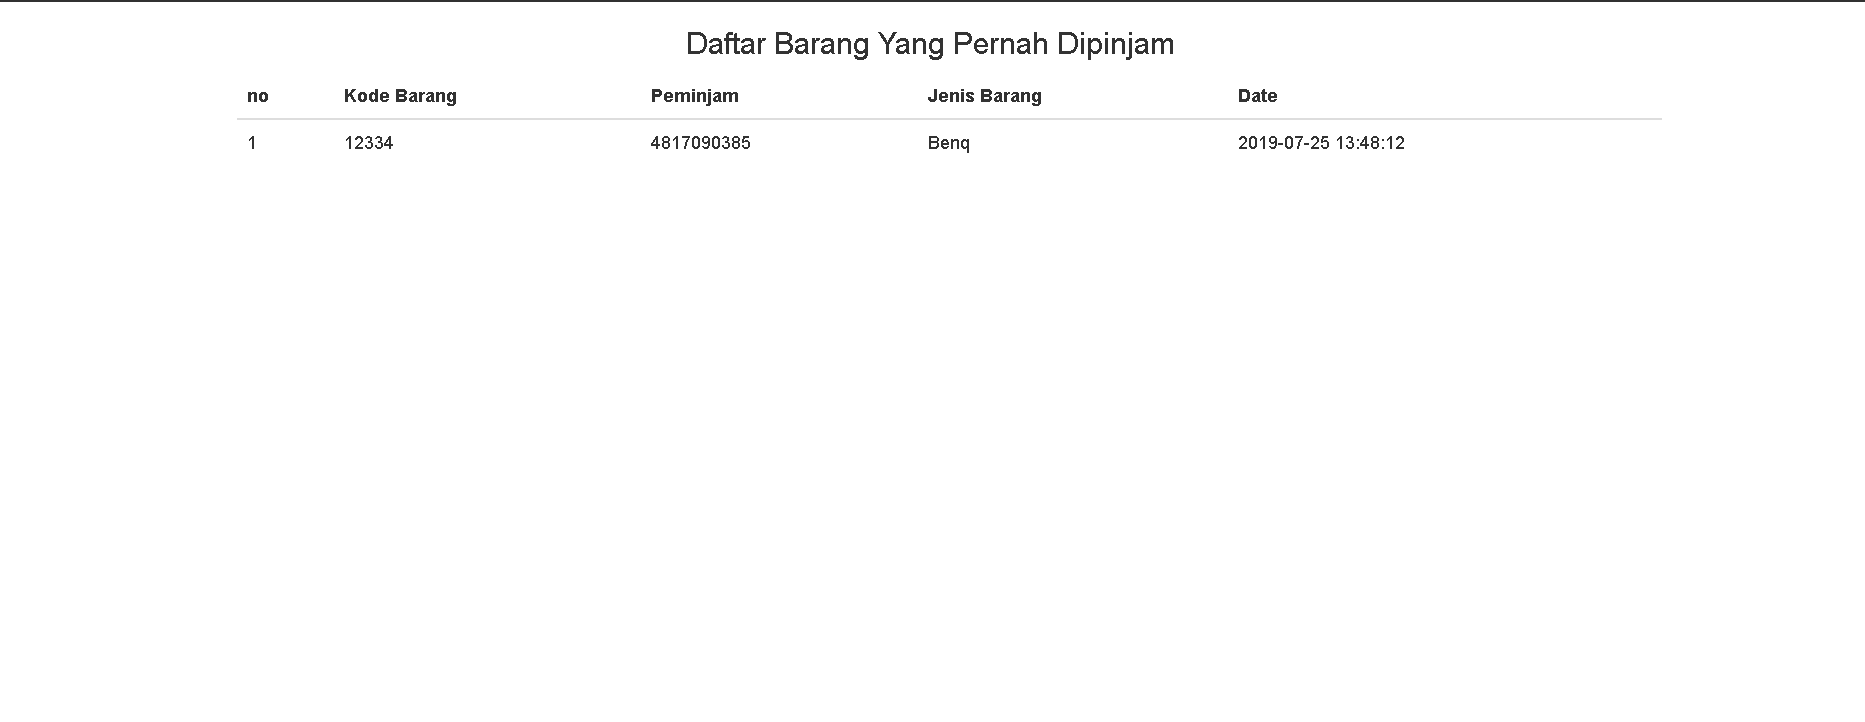 Daftar Barang Yang Pernah Dipinjam
no Kode Barang Peminjam Jenis Barang Date
1 12334 4817090385 Benq 2019-07-25 13:48:12